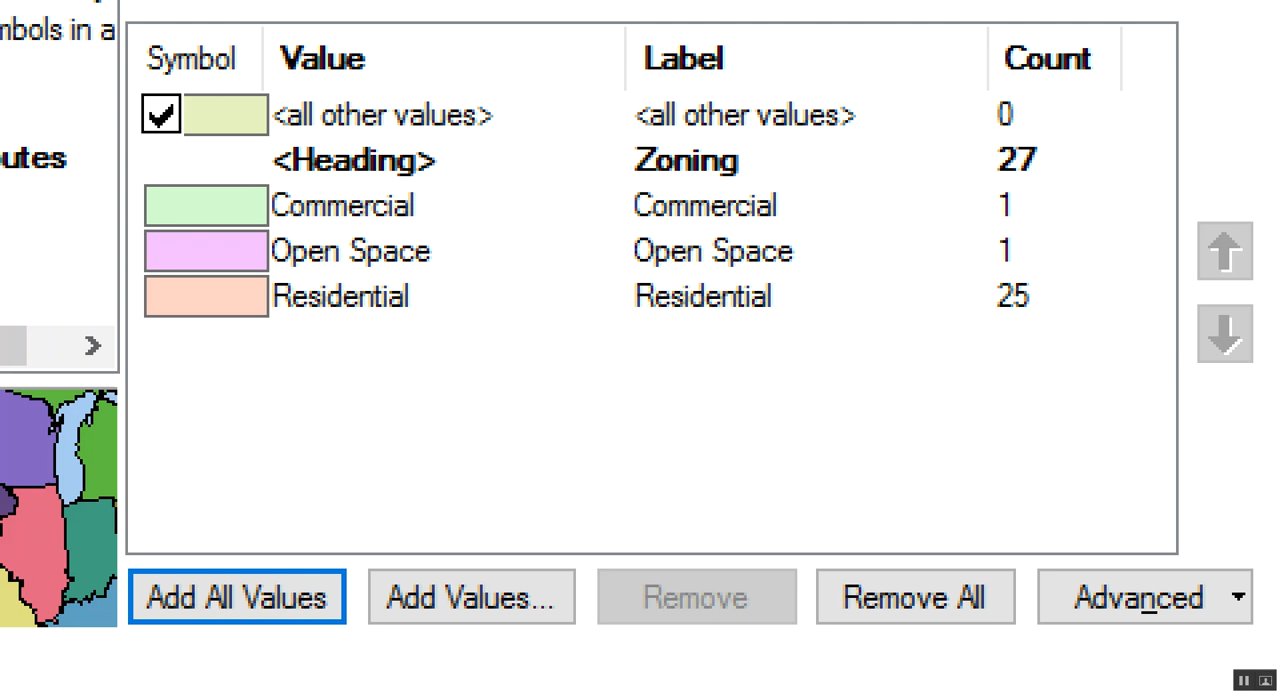 mbols in a
Symbol Value Label Count
<all other values> <all other values> 0
<Heading> Zoning 27
Commercial Commercial 1
Open Space Open Space 1
Residential Residential 25
utes
Add All Values Add Values... Remove Remove All Advanced